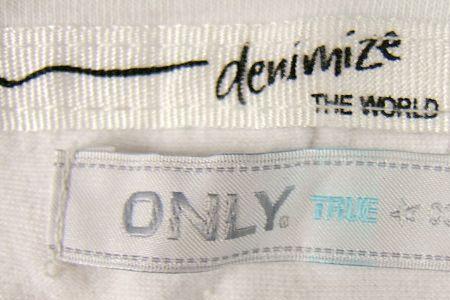 denimize
THE WORLD
ONLY. TRUE